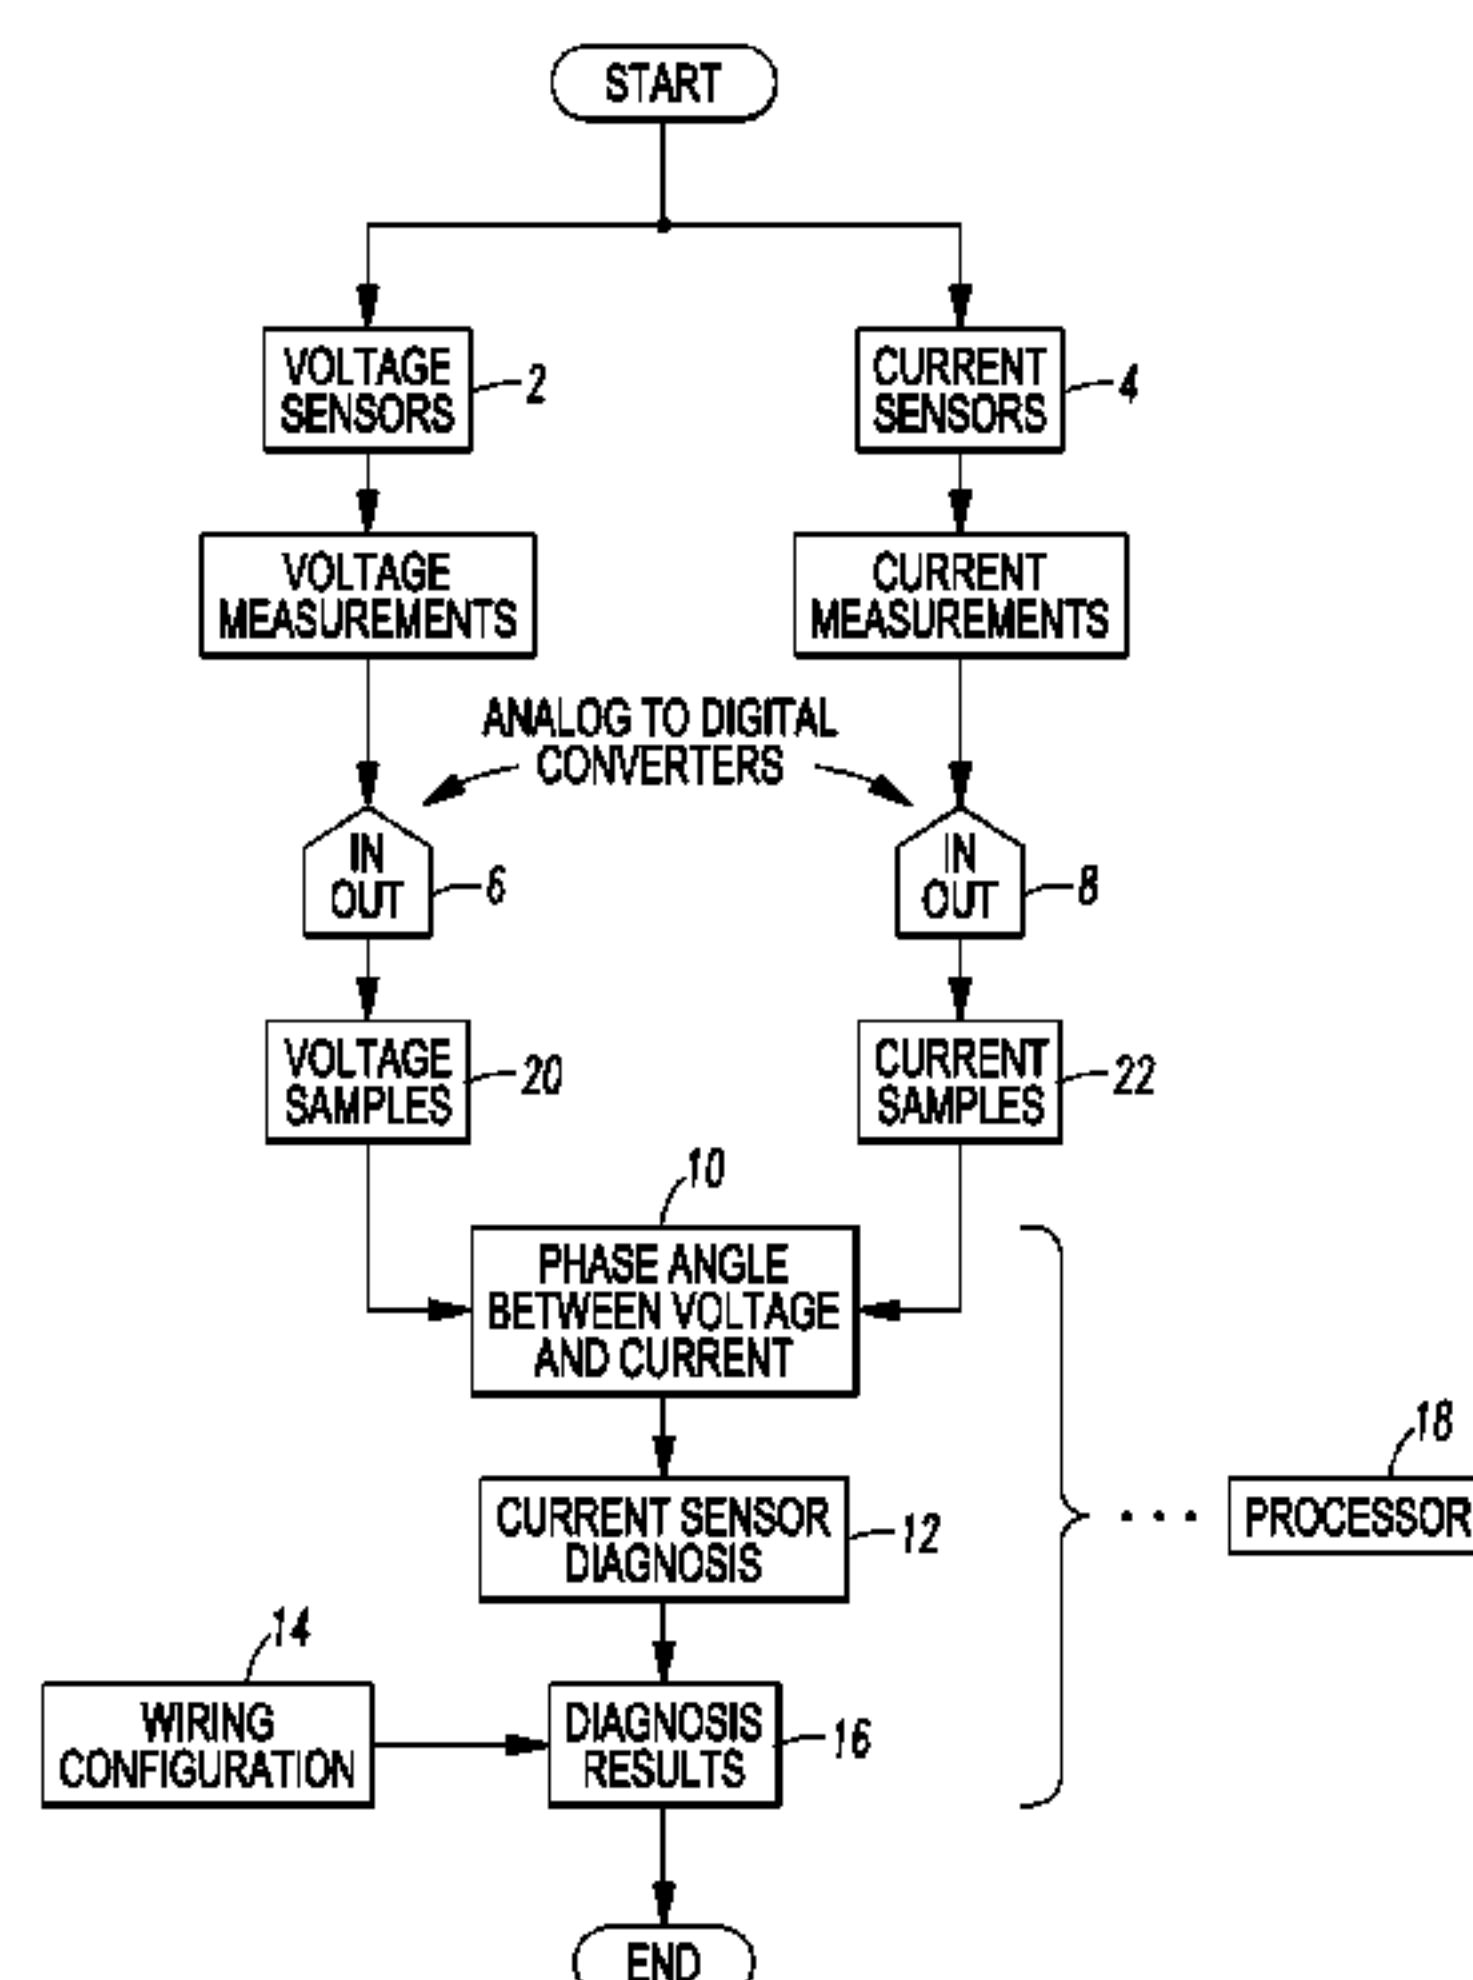 START
VOLTAGE
SENSORS
2
CURRENT
SENSORS
4
VOLTAGE
MEASUREMENTS
CURRENT
MEASUREMENTS
ANALOG TO DIGITAL
CONVERTERS
IN
OUT
6
IN
OUT
8
VOLTAGE
SAMPLES
20
CURRENT
SAMPLES
22
10
PHASE ANGLE
BETWEEN VOLTAGE
AND CURRENT
18
PROCESSOR
CURRENT SENSOR
DIAGNOSIS
12
14
WIRING
CONFIGURATION
DIAGNOSIS
RESULTS
16
END